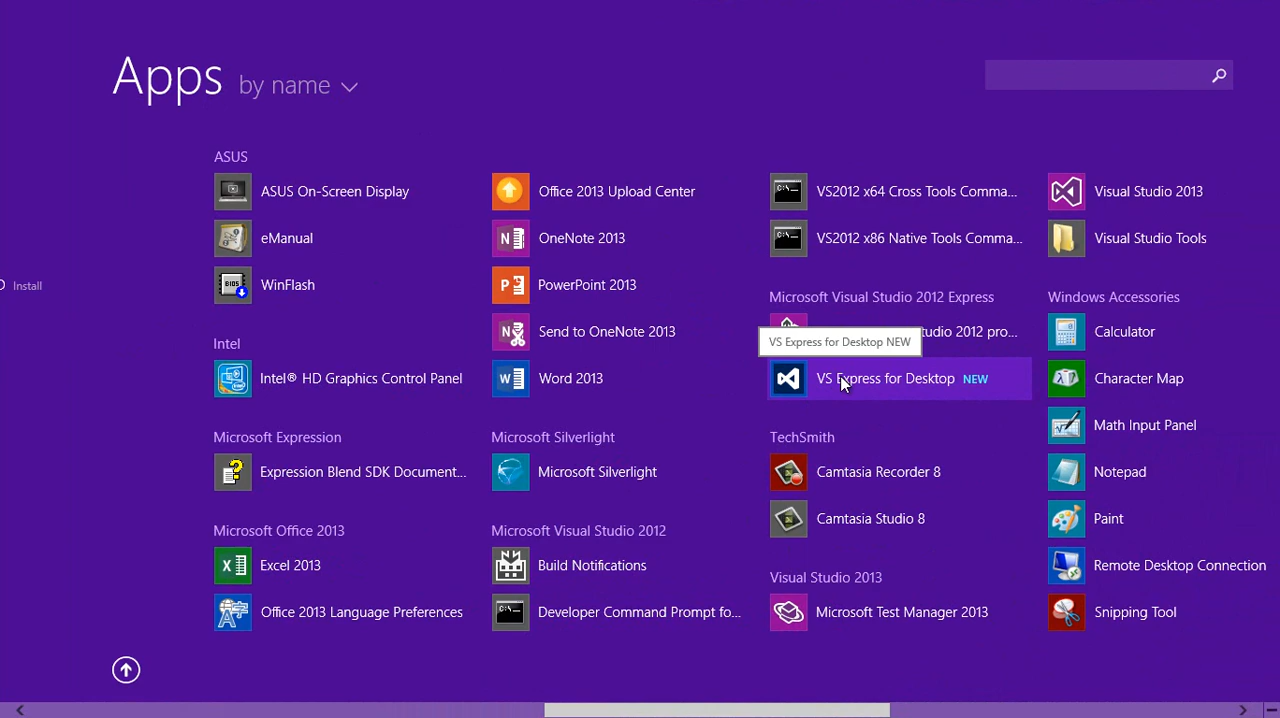 Apps by name
Install
ASUS
ASUS On-Screen Display
eManual
WinFlash
Intel
Intel® HD Graphics Control Panel
Microsoft Expression
Expression Blend SDK Document...
Microsoft Office 2013
Excel 2013
Office 2013 Language Preferences
Office 2013 Upload Center
OneNote 2013
PowerPoint 2013
Send to OneNote 2013
Word 2013
Microsoft Silverlight
Microsoft Silverlight
Microsoft Visual Studio 2012
Build Notifications
Developer Command Prompt fo...
VS2012 x64 Cross Tools Comma...
VS2012 x86 Native Tools Comma...
Microsoft Visual Studio 2012 Express
2012 pro...
VS Express for Desktop NEW
VS Express for Desktop NEW
TechSmith
Camtasia Recorder 8
Camtasia Studio 8
Visual Studio 2013
Microsoft Test Manager 2013
Visual Studio 2013
Visual Studio Tools
Windows Accessories
Calculator
Character Map
Math Input Panel
Notepad
Paint
Remote Desktop Connection
Snipping Tool